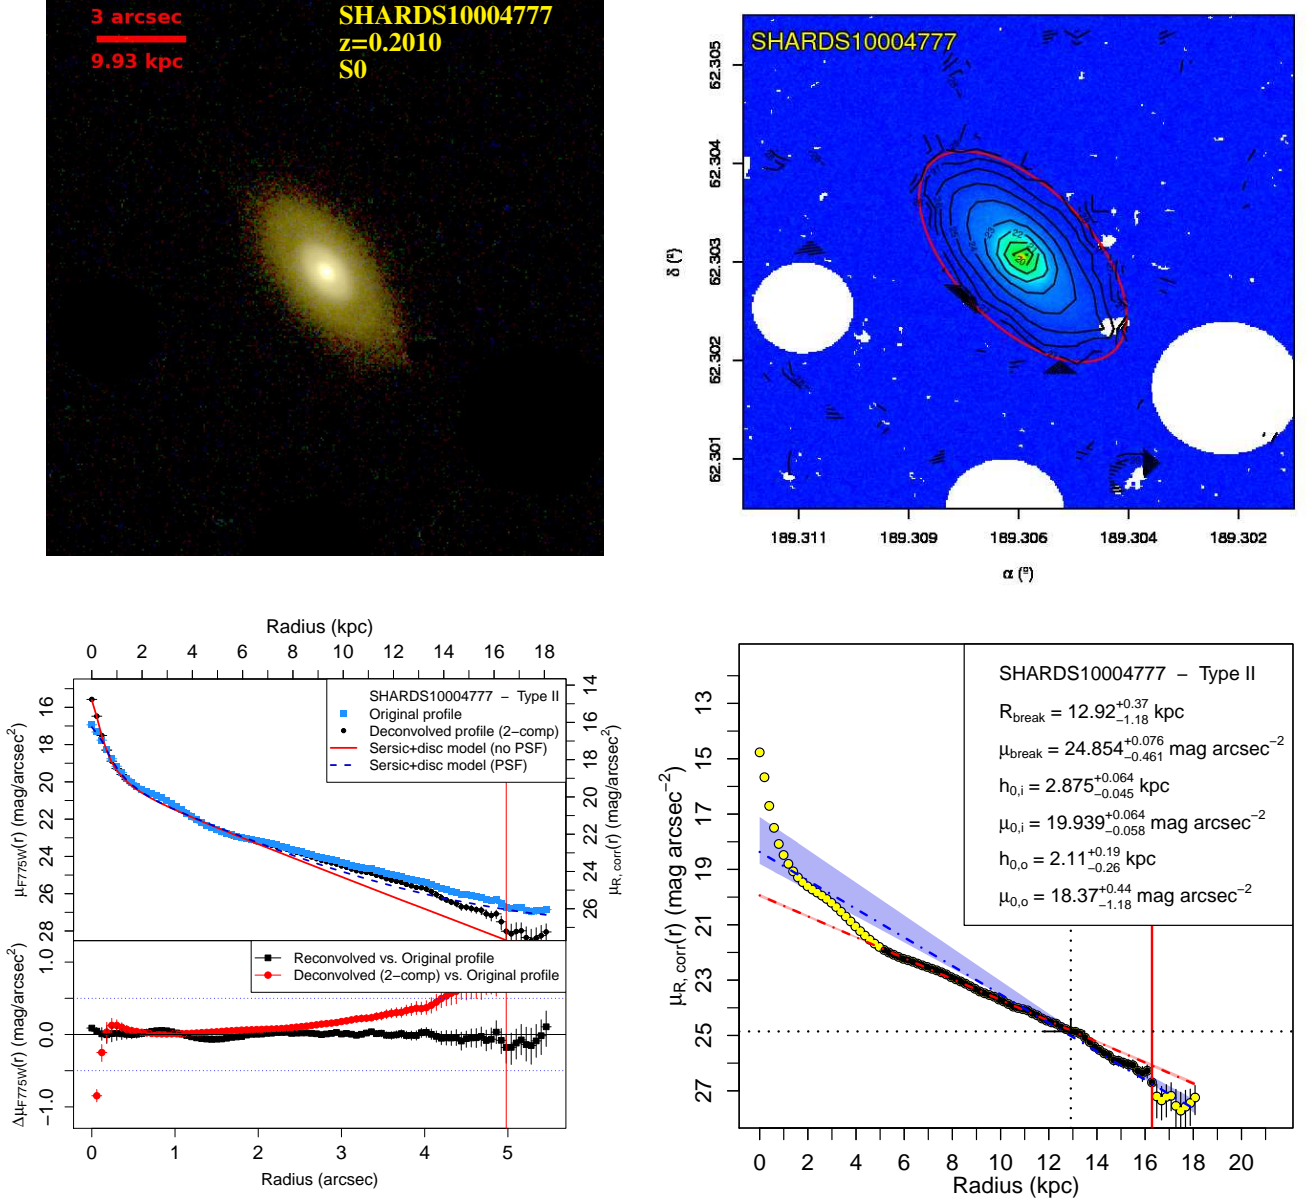 3 arcsec
9.93 kpc
SHARDS10004777
z=0.2010
S0
SHARDS10004777
62.305
62.304
62.303
62.302
62.301
δ (º)
22
23
24
189.311
189.309
189.306
189.304
189.302
α (º)
Radius (kpc)
0 2 4 6 8 10 12 14 16 18
μF775W(r) (mag/arcsec²)
16 18 20 22 24 26 28
14 16 18 20 22 24 26
μR, corr(r) (mag/arcsec²)
SHARDS10004777 − Type II
Original profile
Deconvolved profile (2−comp)
Sersic+disc model (no PSF)
Sersic+disc model (PSF)
ΔμF775W(r) (mag/arcsec²)
1.0
0.0
−1.0
Reconvolved vs. Original profile
Deconvolved (2−comp) vs. Original profile
0 1 2 3 4 5
Radius (arcsec)
μR, corr(r) (mag arcsec⁻²)
13 15 17 19 21 23 25 27
SHARDS10004777 − Type II
Rbreak = 12.92 +0.37 −1.18 kpc
μbreak = 24.854 +0.076 −0.461 mag arcsec⁻²
h0,i = 2.875 +0.064 −0.045 kpc
μ0,i = 19.939 +0.064 −0.058 mag arcsec⁻²
h0,o = 2.11 +0.19 −0.26 kpc
μ0,o = 18.37 +0.44 −1.18 mag arcsec⁻²
0 2 4 6 8 10 12 14 16 18 20
Radius (kpc)